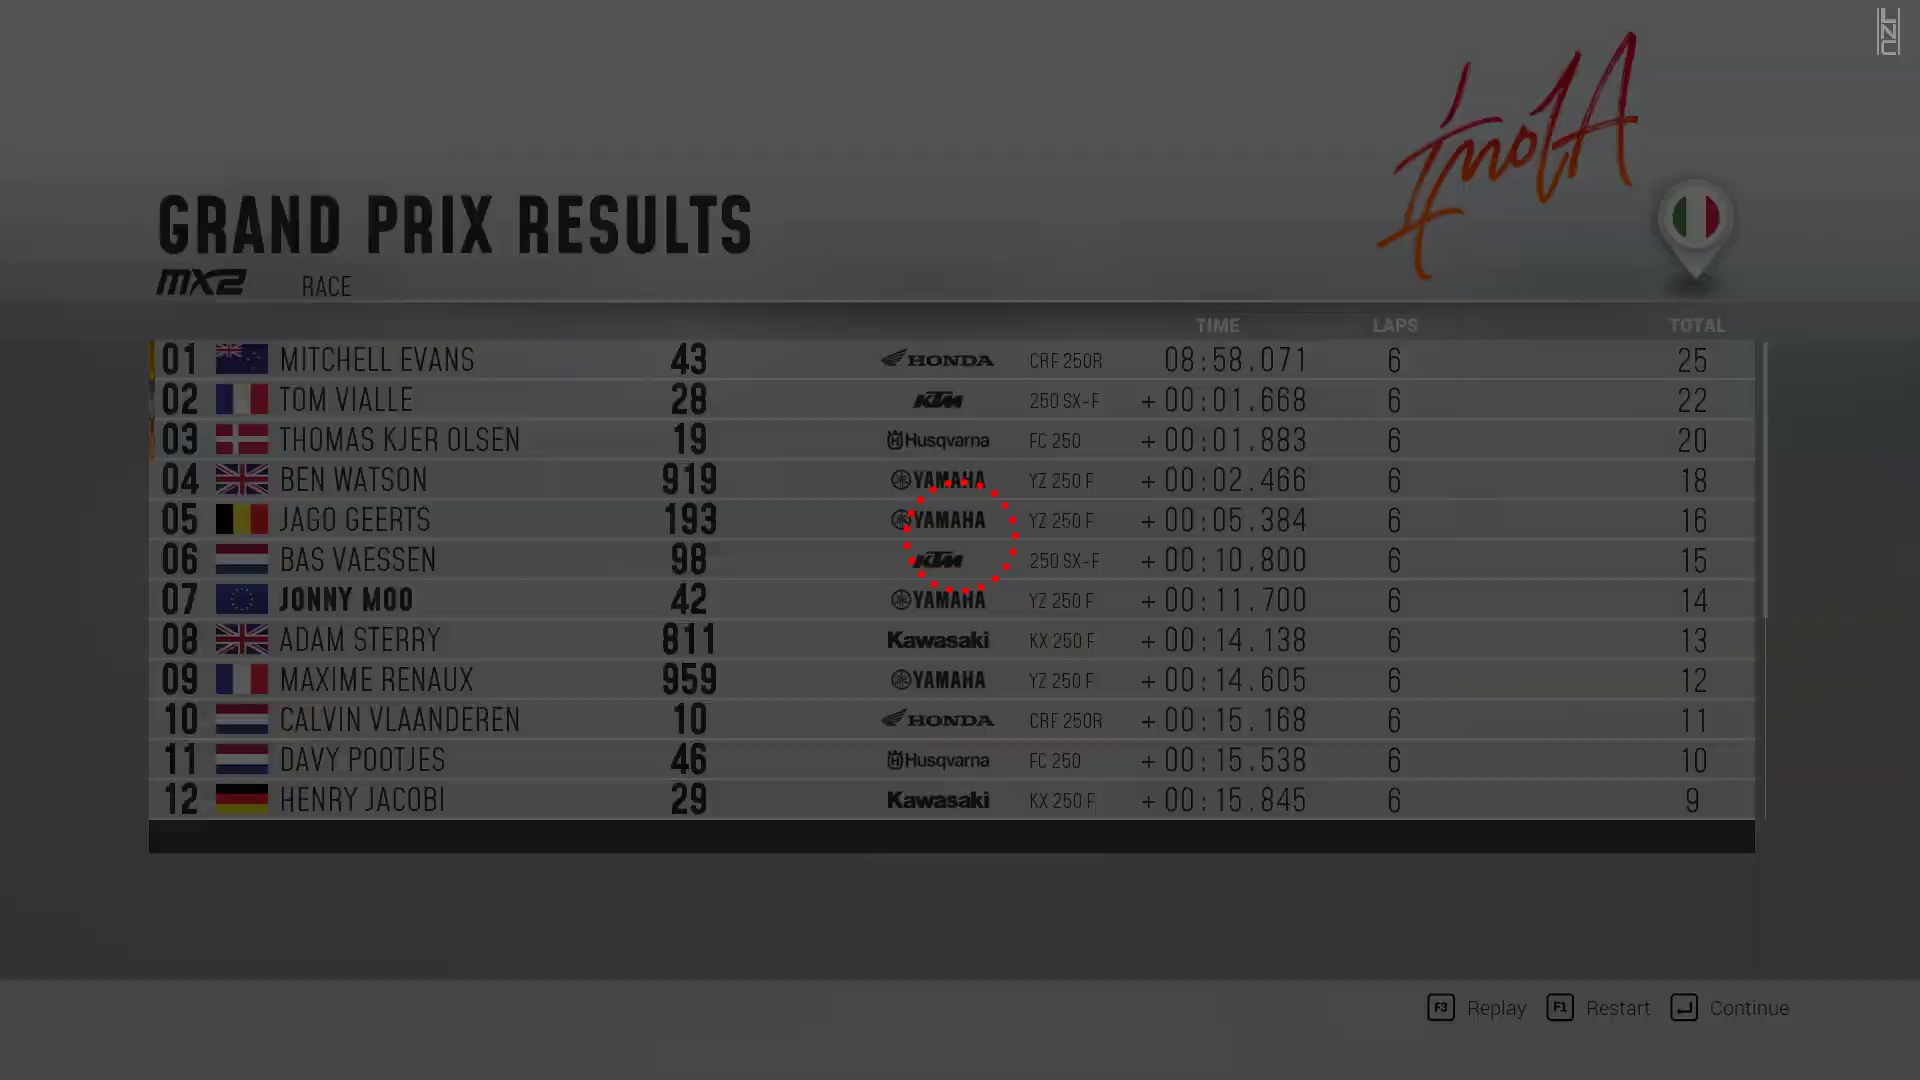 Imola
GRAND PRIX RESULTS
MX2 RACE
TIME LAPS TOTAL
01 MITCHELL EVANS 43 HONDA CRF 250R 08:58.071 6 25
02 TOM VIALLE 28 KTM 250 SX-F + 00:01.668 6 22
03 THOMAS KJER OLSEN 19 Husqvarna FC 250 + 00:01.883 6 20
04 BEN WATSON 919 YAMAHA YZ 250 F + 00:02.466 6 18
05 JAGO GEERTS 193 YAMAHA YZ 250 F + 00:05.384 6 16
06 BAS VAESSEN 98 KTM 250 SX-F + 00:10.800 6 15
07 JONNY MOO 42 YAMAHA YZ 250 F + 00:11.700 6 14
08 ADAM STERRY 811 Kawasaki KX 250 F + 00:14.138 6 13
09 MAXIME RENAUX 959 YAMAHA YZ 250 F + 00:14.605 6 12
10 CALVIN VLAANDEREN 10 HONDA CRF 250R + 00:15.168 6 11
11 DAVY POOTJES 46 Husqvarna FC 250 + 00:15.538 6 10
12 HENRY JACOBI 29 Kawasaki KX 250 F + 00:15.845 6 9
F3 Replay F1 Restart Continue